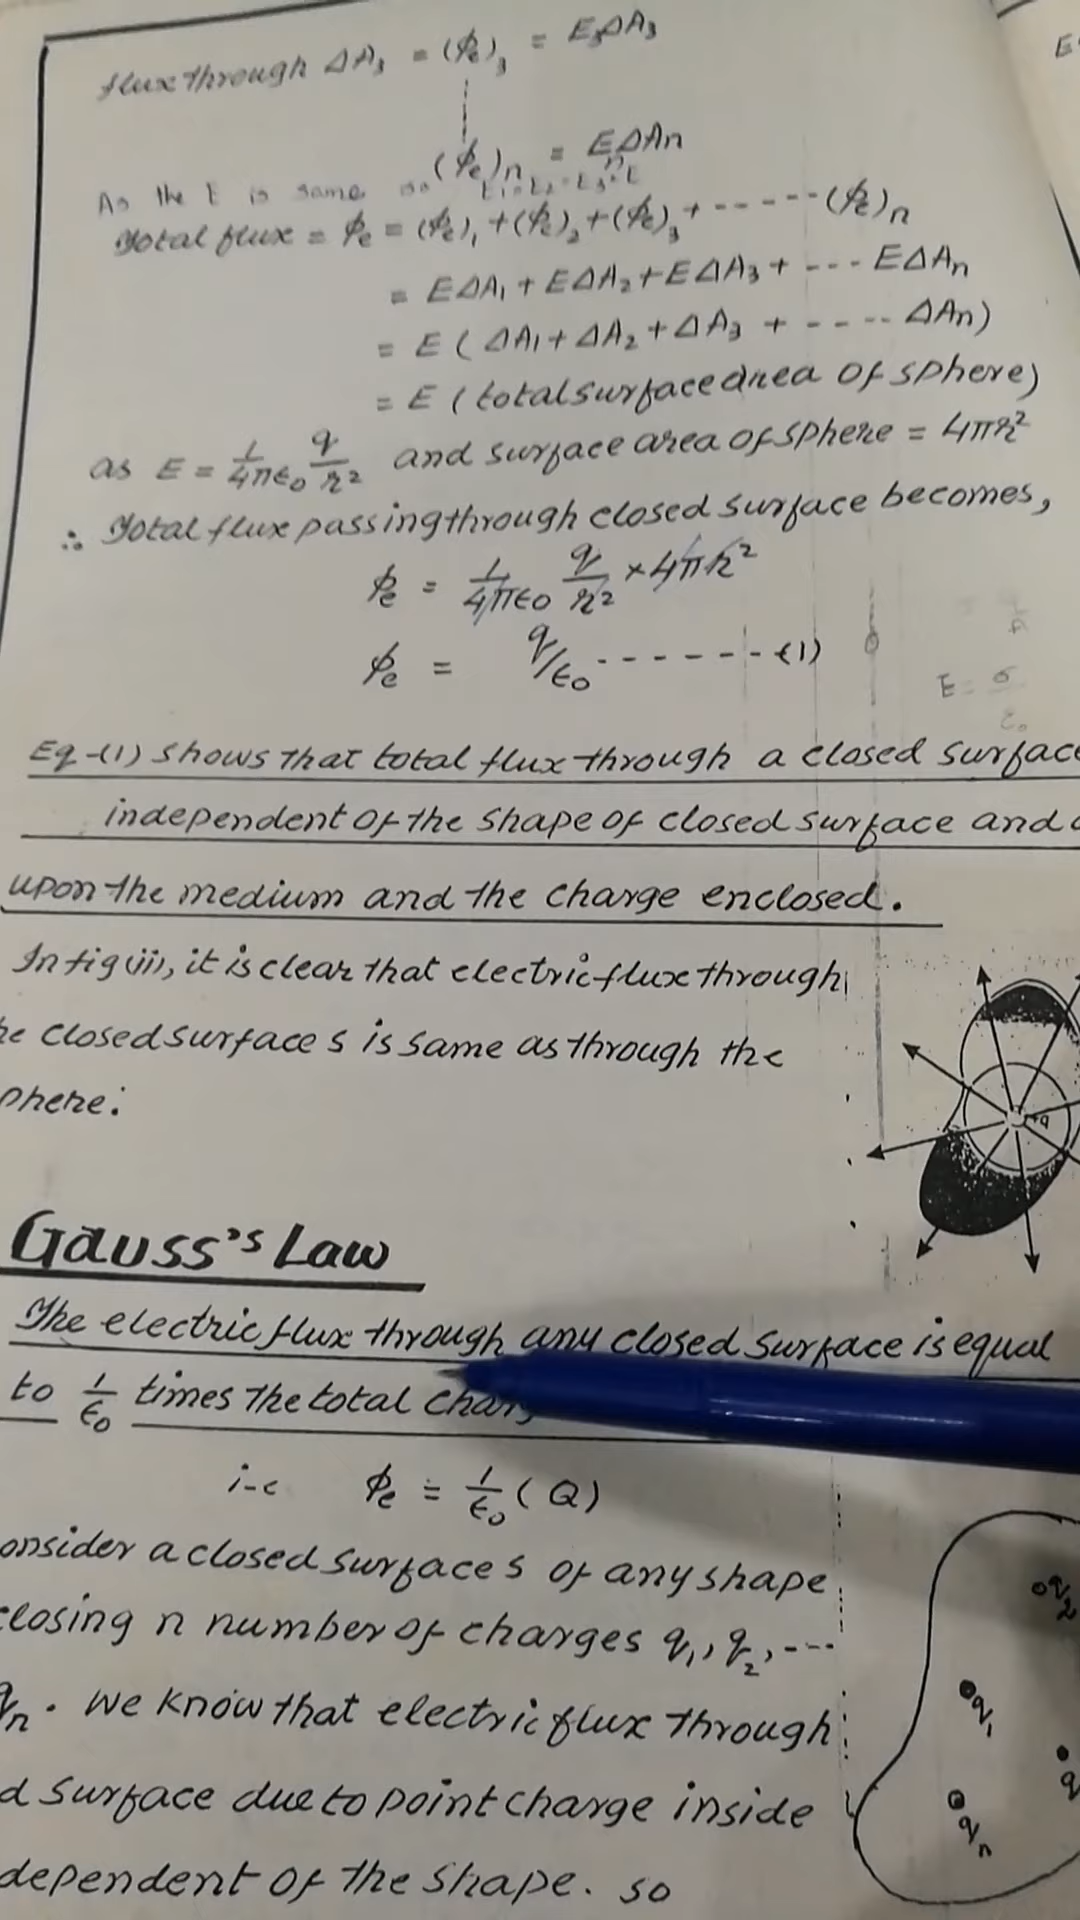 flux through ΔA₃ = (ϕe)₃ = E₃ΔA₃
(ϕe)n = EnΔAn
As the E is same so E₁=E₂=E₃=E
Total flux = ϕe = (ϕe)₁ + (ϕe)₂ + (ϕe)₃ + ------ (ϕe)n
= EΔA₁ + EΔA₂ + EΔA₃ + --- EΔAn
= E ( ΔA₁ + ΔA₂ + ΔA₃ + ----- ΔAn)
= E ( total surface area of sphere)
as E = 1/4πϵ₀ q/r² and surface area of sphere = 4πr²
∴ Total flux passing through closed surface becomes,
ϕe = 1/4πϵ₀ q/r² × 4πr²
ϕe = q/ϵ₀ ------- (1)
E = σ/ε₀
Eq-(1) shows that total flux through a closed surface
independent of the shape of closed surface and
upon the medium and the charge enclosed.
In fig (ii), it is clear that electric flux through
closed surface s is same as through the
phere:
+q
Gauss's Law
The electric flux through any closed surface is equal
to 1/ϵ₀ times the total
i-e ϕe = 1/ϵ₀ (Q)
onsider a closed surface s of any shape
closing n number of charges q₁, q₂, ---
q₂
qn. We know that electric flux through
q₁
d surface due to point charge inside
q
qn
dependent of the shape. so